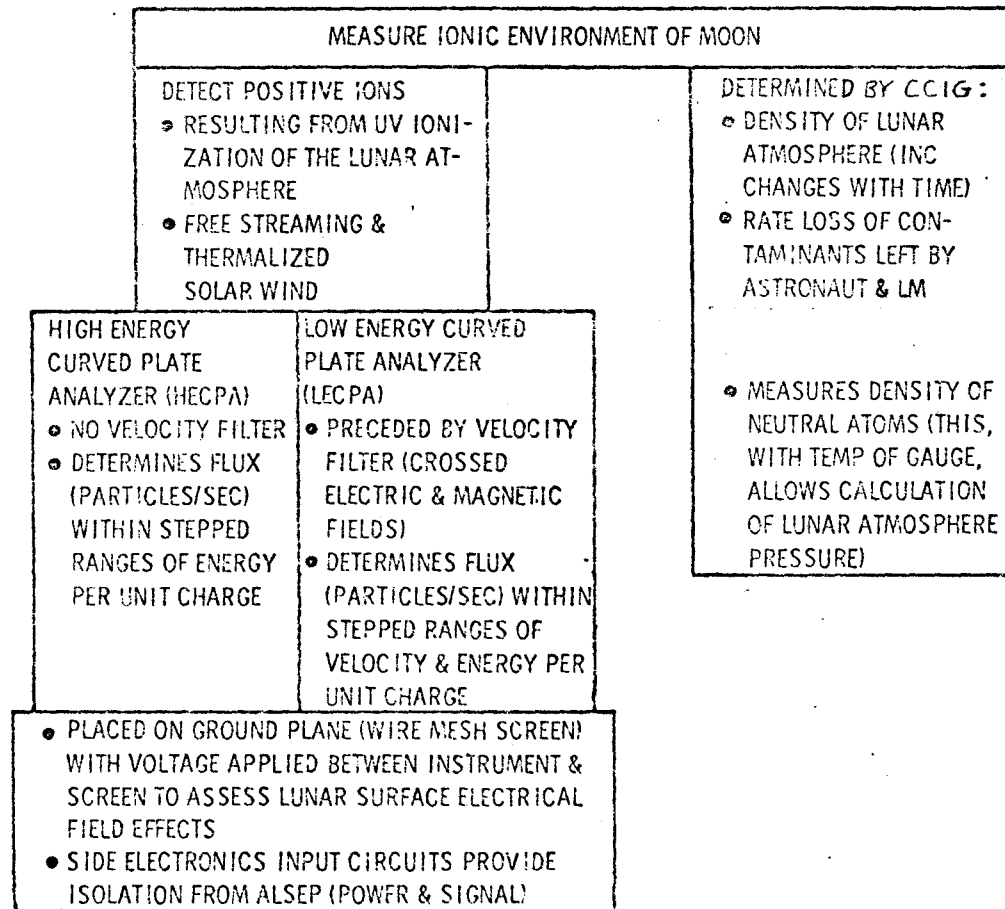 MEASURE IONIC ENVIRONMENT OF MOON
DETECT POSITIVE IONS
• RESULTING FROM UV IONI-
ZATION OF THE LUNAR AT-
MOSPHERE
• FREE STREAMING &
THERMALIZED
SOLAR WIND
DETERMINED BY CCIG:
• DENSITY OF LUNAR
ATMOSPHERE (INC
CHANGES WITH TIME)
• RATE LOSS OF CON-
TAMINANTS LEFT BY
ASTRONAUT & LM
• MEASURES DENSITY OF
NEUTRAL ATOMS (THIS,
WITH TEMP OF GAUGE,
ALLOWS CALCULATION
OF LUNAR ATMOSPHERE
PRESSURE)
HIGH ENERGY
CURVED PLATE
ANALYZER (HECPA)
• NO VELOCITY FILTER
• DETERMINES FLUX
(PARTICLES/SEC)
WITHIN STEPPED
RANGES OF ENERGY
PER UNIT CHARGE
LOW ENERGY CURVED
PLATE ANALYZER
(LECPA)
• PRECEDED BY VELOCITY
FILTER (CROSSED
ELECTRIC & MAGNETIC
FIELDS)
• DETERMINES FLUX
(PARTICLES/SEC) WITHIN
STEPPED RANGES OF
VELOCITY & ENERGY PER
UNIT CHARGE
• PLACED ON GROUND PLANE (WIRE MESH SCREEN)
WITH VOLTAGE APPLIED BETWEEN INSTRUMENT &
SCREEN TO ASSESS LUNAR SURFACE ELECTRICAL
FIELD EFFECTS
• SIDE ELECTRONICS INPUT CIRCUITS PROVIDE
ISOLATION FROM ALSEP (POWER & SIGNAL)